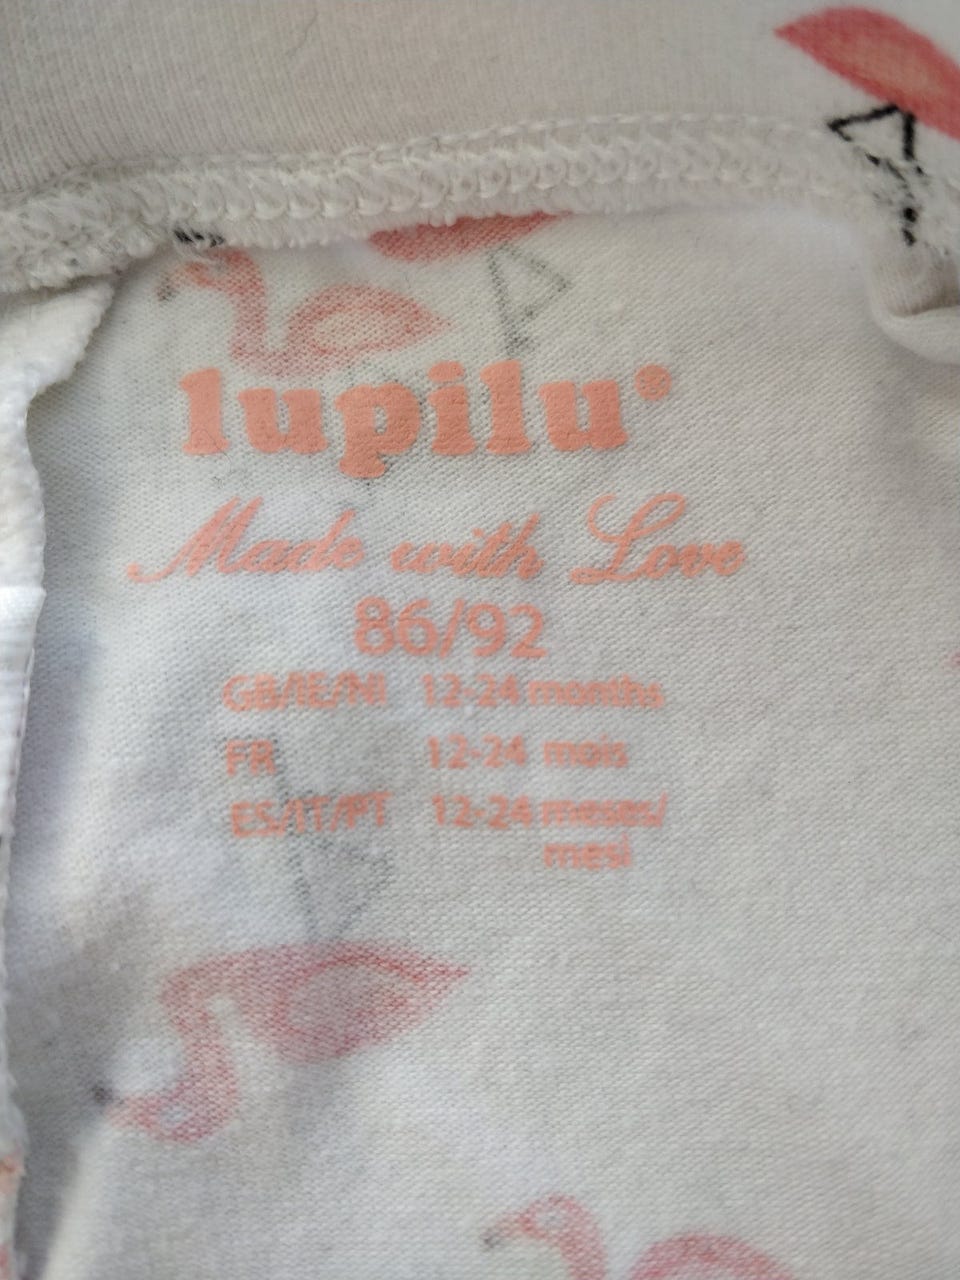 lupilu®
Made with Love
86/92
GB/IE/NI 12-24 months
FR 12-24 mois
ES/IT/PT 12-24 meses/
mesi